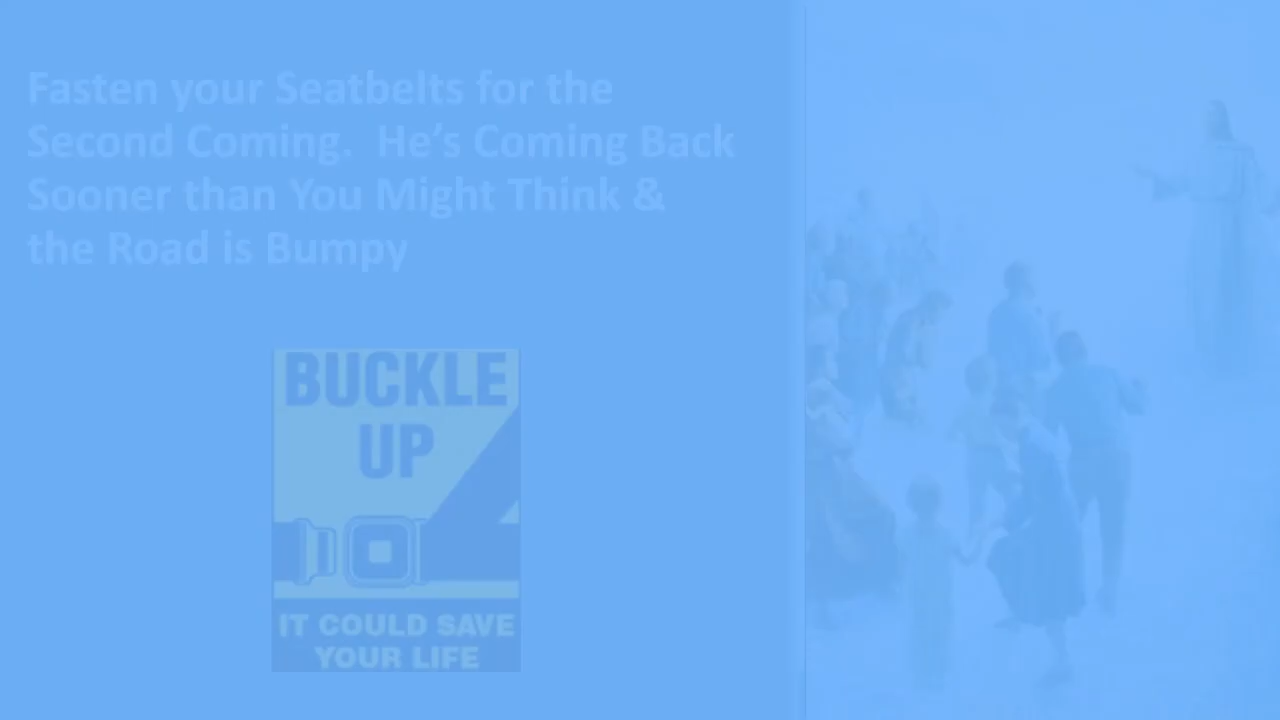 Fasten your Seatbelts for the
Second Coming.  He’s Coming Back
Sooner than You Might Think &
the Road is Bumpy
BUCKLE
UP
IT COULD SAVE
YOUR LIFE